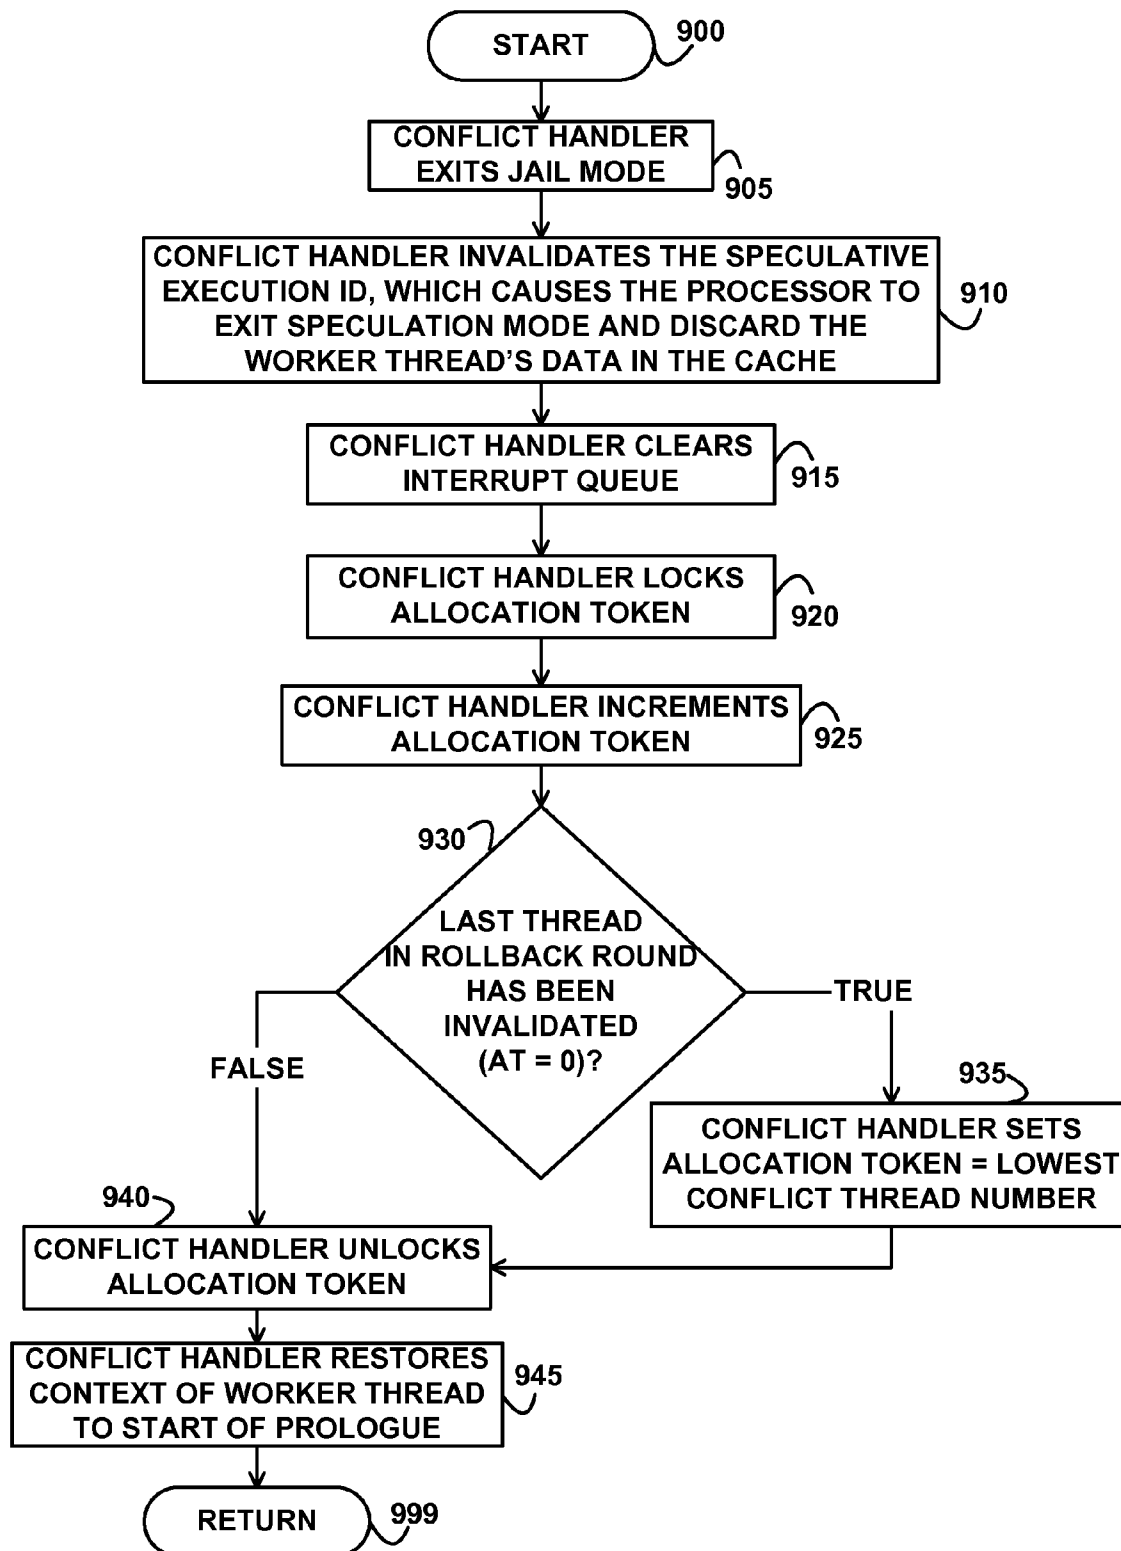 START
900
CONFLICT HANDLER
EXITS JAIL MODE
905
CONFLICT HANDLER INVALIDATES THE SPECULATIVE
EXECUTION ID, WHICH CAUSES THE PROCESSOR TO
EXIT SPECULATION MODE AND DISCARD THE
WORKER THREAD'S DATA IN THE CACHE
910
CONFLICT HANDLER CLEARS
INTERRUPT QUEUE
915
CONFLICT HANDLER LOCKS
ALLOCATION TOKEN
920
CONFLICT HANDLER INCREMENTS
ALLOCATION TOKEN
925
930
LAST THREAD
IN ROLLBACK ROUND
HAS BEEN
INVALIDATED
(AT = 0)?
TRUE
FALSE
935
CONFLICT HANDLER SETS
ALLOCATION TOKEN = LOWEST
CONFLICT THREAD NUMBER
940
CONFLICT HANDLER UNLOCKS
ALLOCATION TOKEN
CONFLICT HANDLER RESTORES
CONTEXT OF WORKER THREAD
TO START OF PROLOGUE
945
RETURN
999